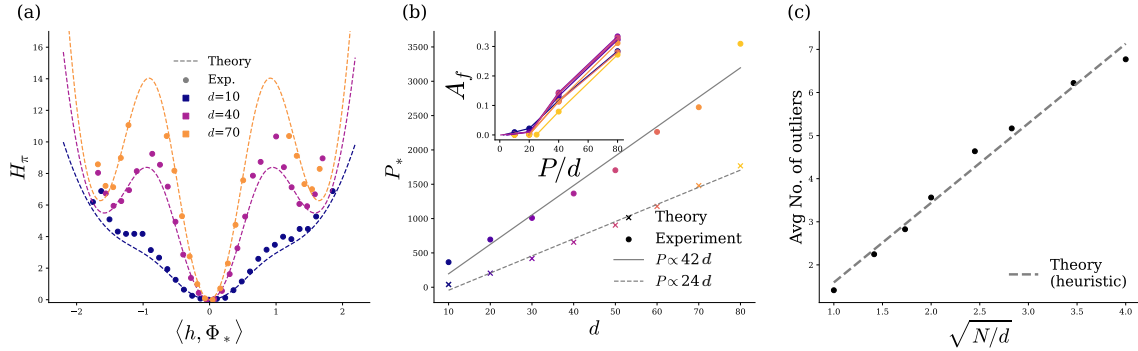 (a)
(b)
(c)
H_π
16
14
12
10
8
6
4
2
0
−2
−1
0
1
2
⟨h, Φ_*⟩
Theory
Exp.
d=10
d=40
d=70
P_*
3500
3000
2500
2000
1500
1000
500
0
10
20
30
40
50
60
70
80
d
A_f
0.3
0.2
0.1
0.0
0
20
40
60
80
P/d
Theory
Experiment
P∝42 d
P∝24 d
Avg No. of outliers
7
6
5
4
3
2
1.0
1.5
2.0
2.5
3.0
3.5
4.0
√N/d
Theory
(heuristic)